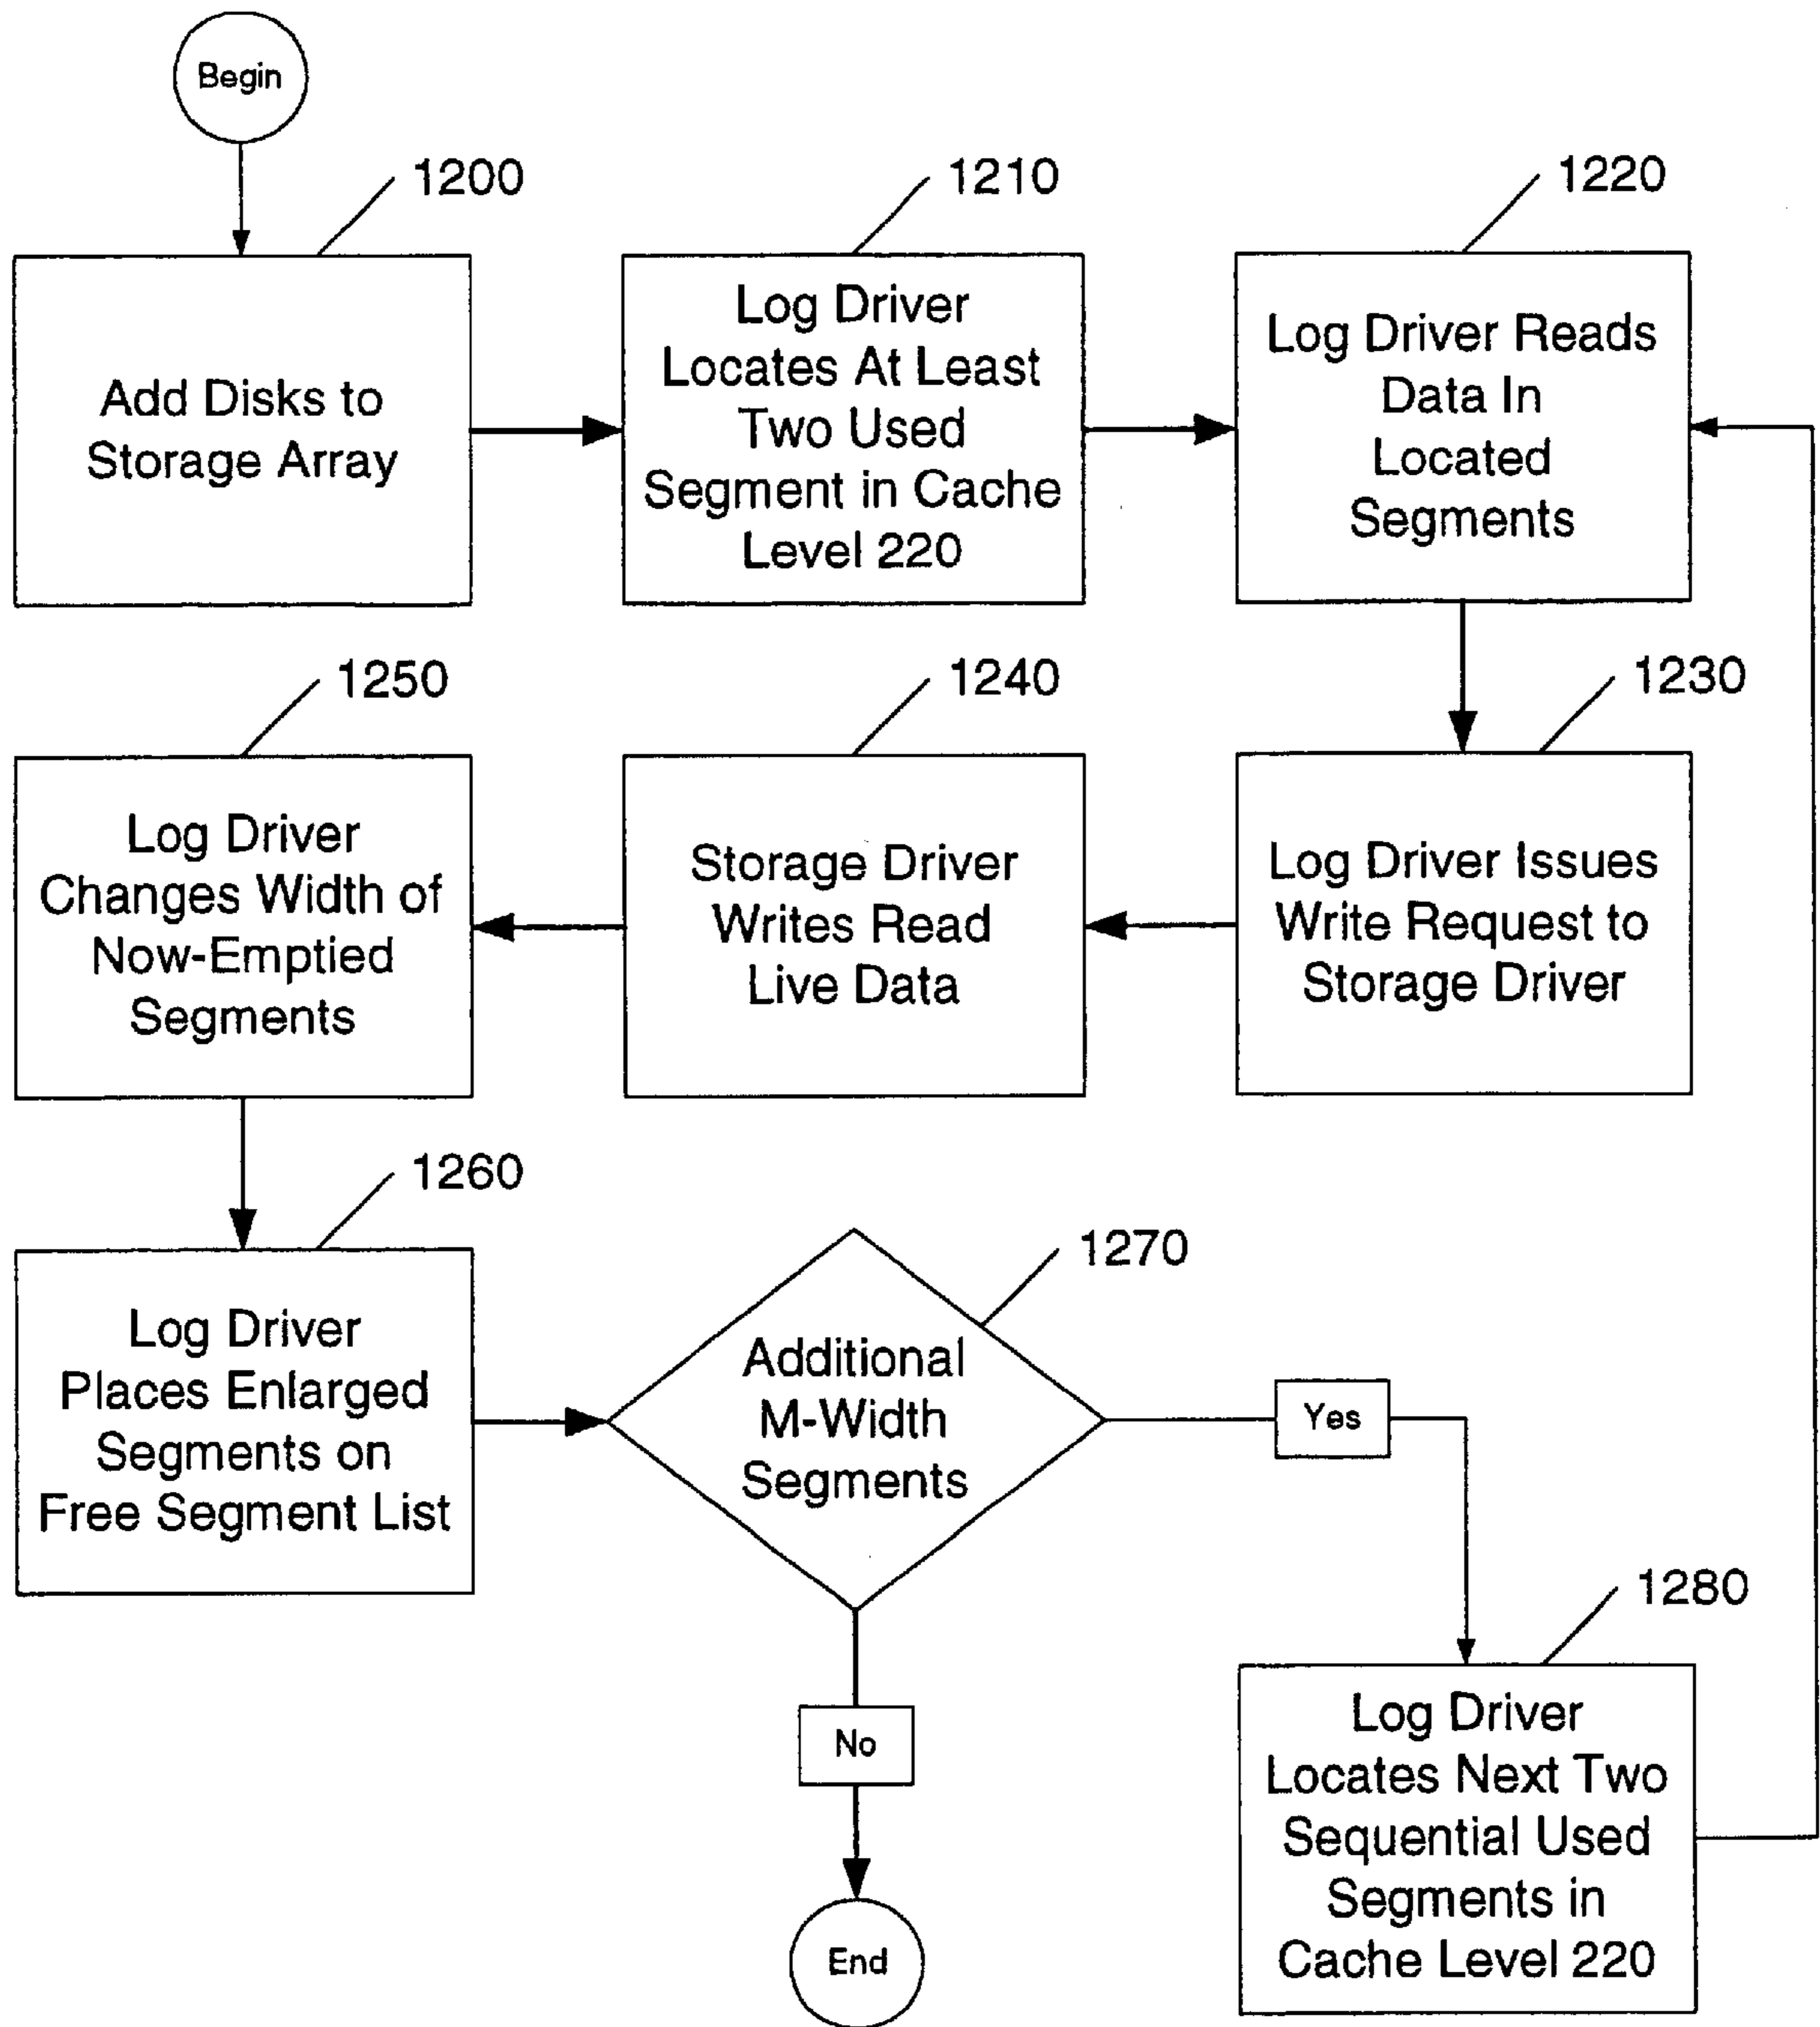 Begin
1200
Add Disks to
Storage Array
1210
Log Driver
Locates At Least
Two Used
Segment in Cache
Level 220
1220
Log Driver Reads
Data In
Located
Segments
1230
Log Driver Issues
Write Request to
Storage Driver
1240
Storage Driver
Writes Read
Live Data
1250
Log Driver
Changes Width of
Now-Emptied
Segments
1260
Log Driver
Places Enlarged
Segments on
Free Segment List
1270
Additional
M-Width
Segments
Yes
No
End
1280
Log Driver
Locates Next Two
Sequential Used
Segments in
Cache Level 220